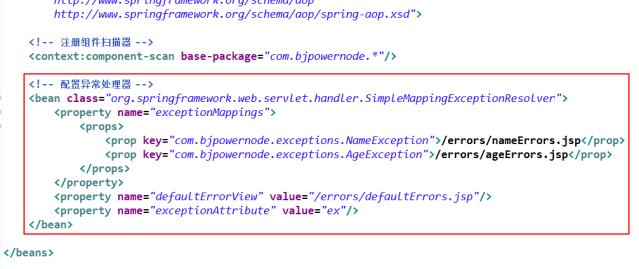 http://www.springframework.org/schema/aop
http://www.springframework.org/schema/aop/spring-aop.xsd">
<!-- 注册组件扫描器 -->
<context:component-scan base-package="com.bjpowernode.*"/>
<!-- 配置异常处理器 -->
<bean class="org.springframework.web.servlet.handler.SimpleMappingExceptionResolver">
<property name="exceptionMappings">
<props>
<prop key="com.bjpowernode.exceptions.NameException">/errors/nameErrors.jsp</prop>
<prop key="com.bjpowernode.exceptions.AgeException">/errors/ageErrors.jsp</prop>
</props>
</property>
<property name="defaultErrorView" value="/errors/defaultErrors.jsp"/>
<property name="exceptionAttribute" value="ex"/>
</bean>
</beans>